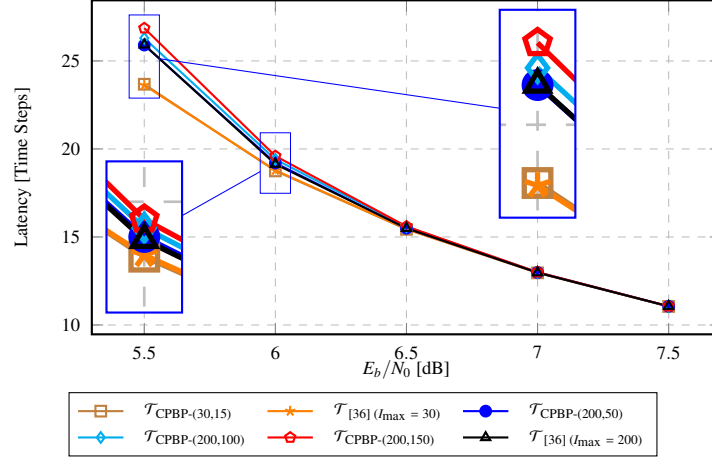 25
20
15
10
Latency [Time Steps]
5.5 6 6.5 7 7.5
E_b/N_0 [dB]
𝒯_CPBP-(30,15) 𝒯_[36] (I_max = 30) 𝒯_CPBP-(200,50)
𝒯_CPBP-(200,100) 𝒯_CPBP-(200,150) 𝒯_[36] (I_max = 200)